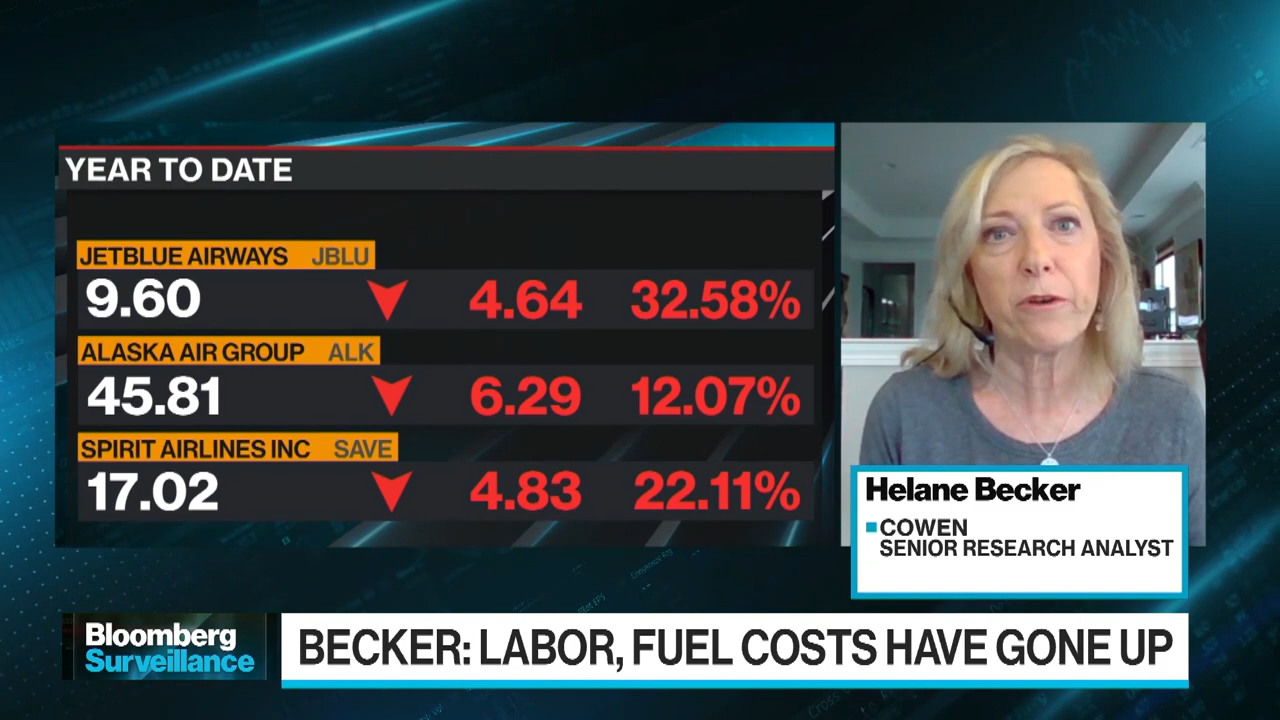 YEAR TO DATE
JETBLUE AIRWAYS JBLU
9.60 4.64 32.58%
ALASKA AIR GROUP ALK
45.81 6.29 12.07%
SPIRIT AIRLINES INC SAVE
17.02 4.83 22.11%
Helane Becker
COWEN
SENIOR RESEARCH ANALYST
Bloomberg
Surveillance
BECKER: LABOR, FUEL COSTS HAVE GONE UP